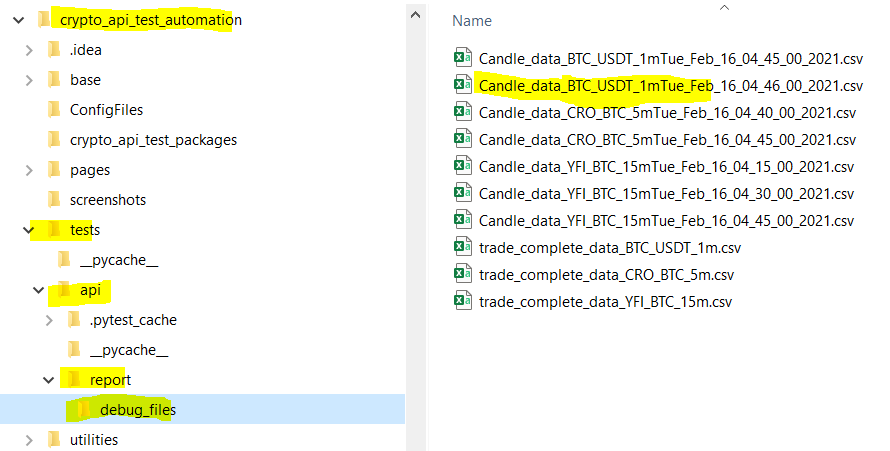 crypto_api_test_automation
.idea
base
ConfigFiles
crypto_api_test_packages
pages
screenshots
tests
__pycache__
api
.pytest_cache
__pycache__
report
debug_files
utilities
Name
Candle_data_BTC_USDT_1mTue_Feb_16_04_45_00_2021.csv
Candle_data_BTC_USDT_1mTue_Feb_16_04_46_00_2021.csv
Candle_data_CRO_BTC_5mTue_Feb_16_04_40_00_2021.csv
Candle_data_CRO_BTC_5mTue_Feb_16_04_45_00_2021.csv
Candle_data_YFI_BTC_15mTue_Feb_16_04_15_00_2021.csv
Candle_data_YFI_BTC_15mTue_Feb_16_04_30_00_2021.csv
Candle_data_YFI_BTC_15mTue_Feb_16_04_45_00_2021.csv
trade_complete_data_BTC_USDT_1m.csv
trade_complete_data_CRO_BTC_5m.csv
trade_complete_data_YFI_BTC_15m.csv